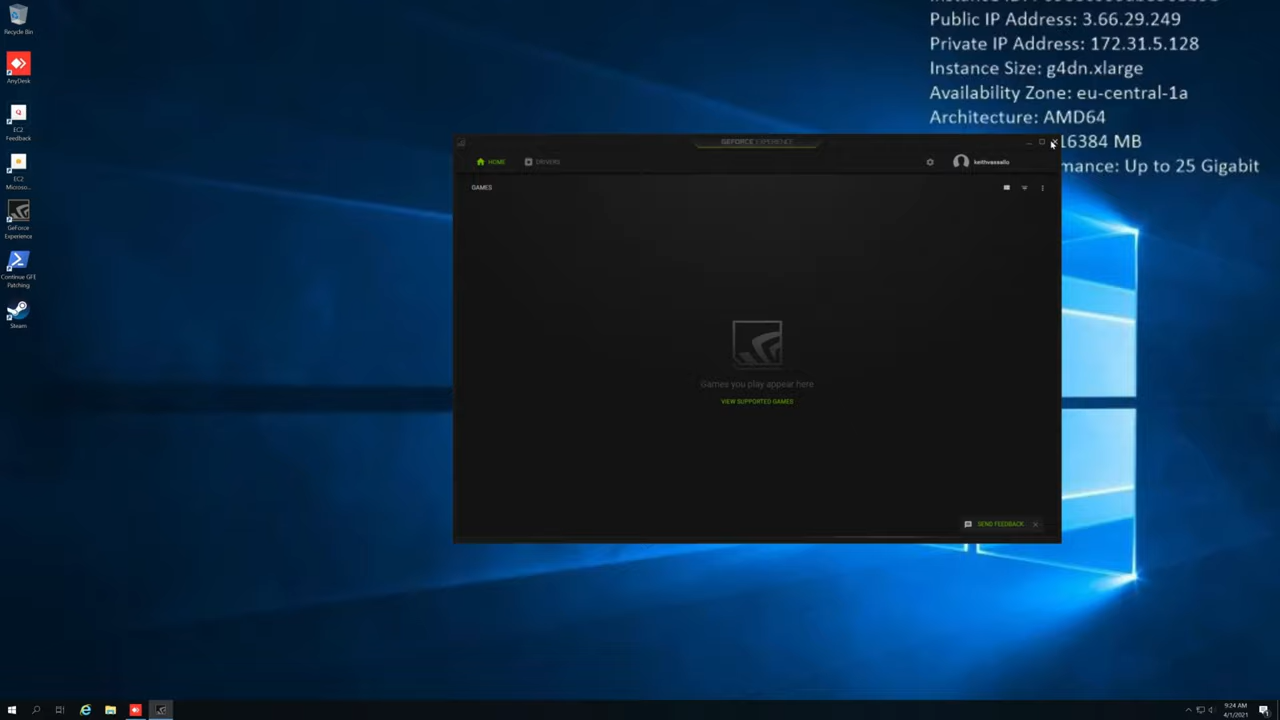 Public IP Address: 3.66.29.249
Private IP Address: 172.31.5.128
Instance Size: g4dn.xlarge
Availability Zone: eu-central-1a
Architecture: AMD64
16384 MB
mance: Up to 25 Gigabit
Recycle Bin
AnyDesk
EC2
Feedback
EC2
Microso...
GeForce
Experience
Continue GFE
Patching
Steam
GEFORCE EXPERIENCE
HOME
DRIVERS
keithvassallo
GAMES
Games you play appear here
VIEW SUPPORTED GAMES
SEND FEEDBACK
9:24 AM
4/1/2021